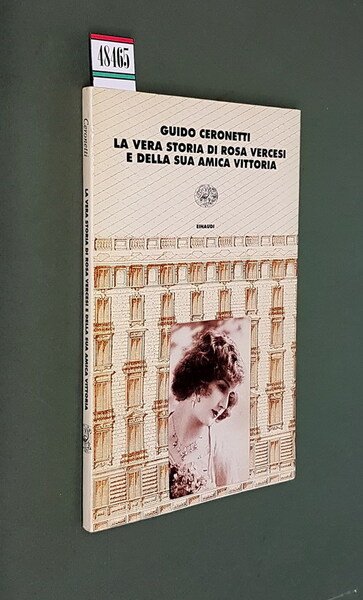 48465
GUIDO CERONETTI
LA VERA STORIA DI ROSA VERCESI
E DELLA SUA AMICA VITTORIA
EINAUDI
Ceronetti
LA VERA STORIA DI ROSA VERCESI E DELLA SUA AMICA VITTORIA